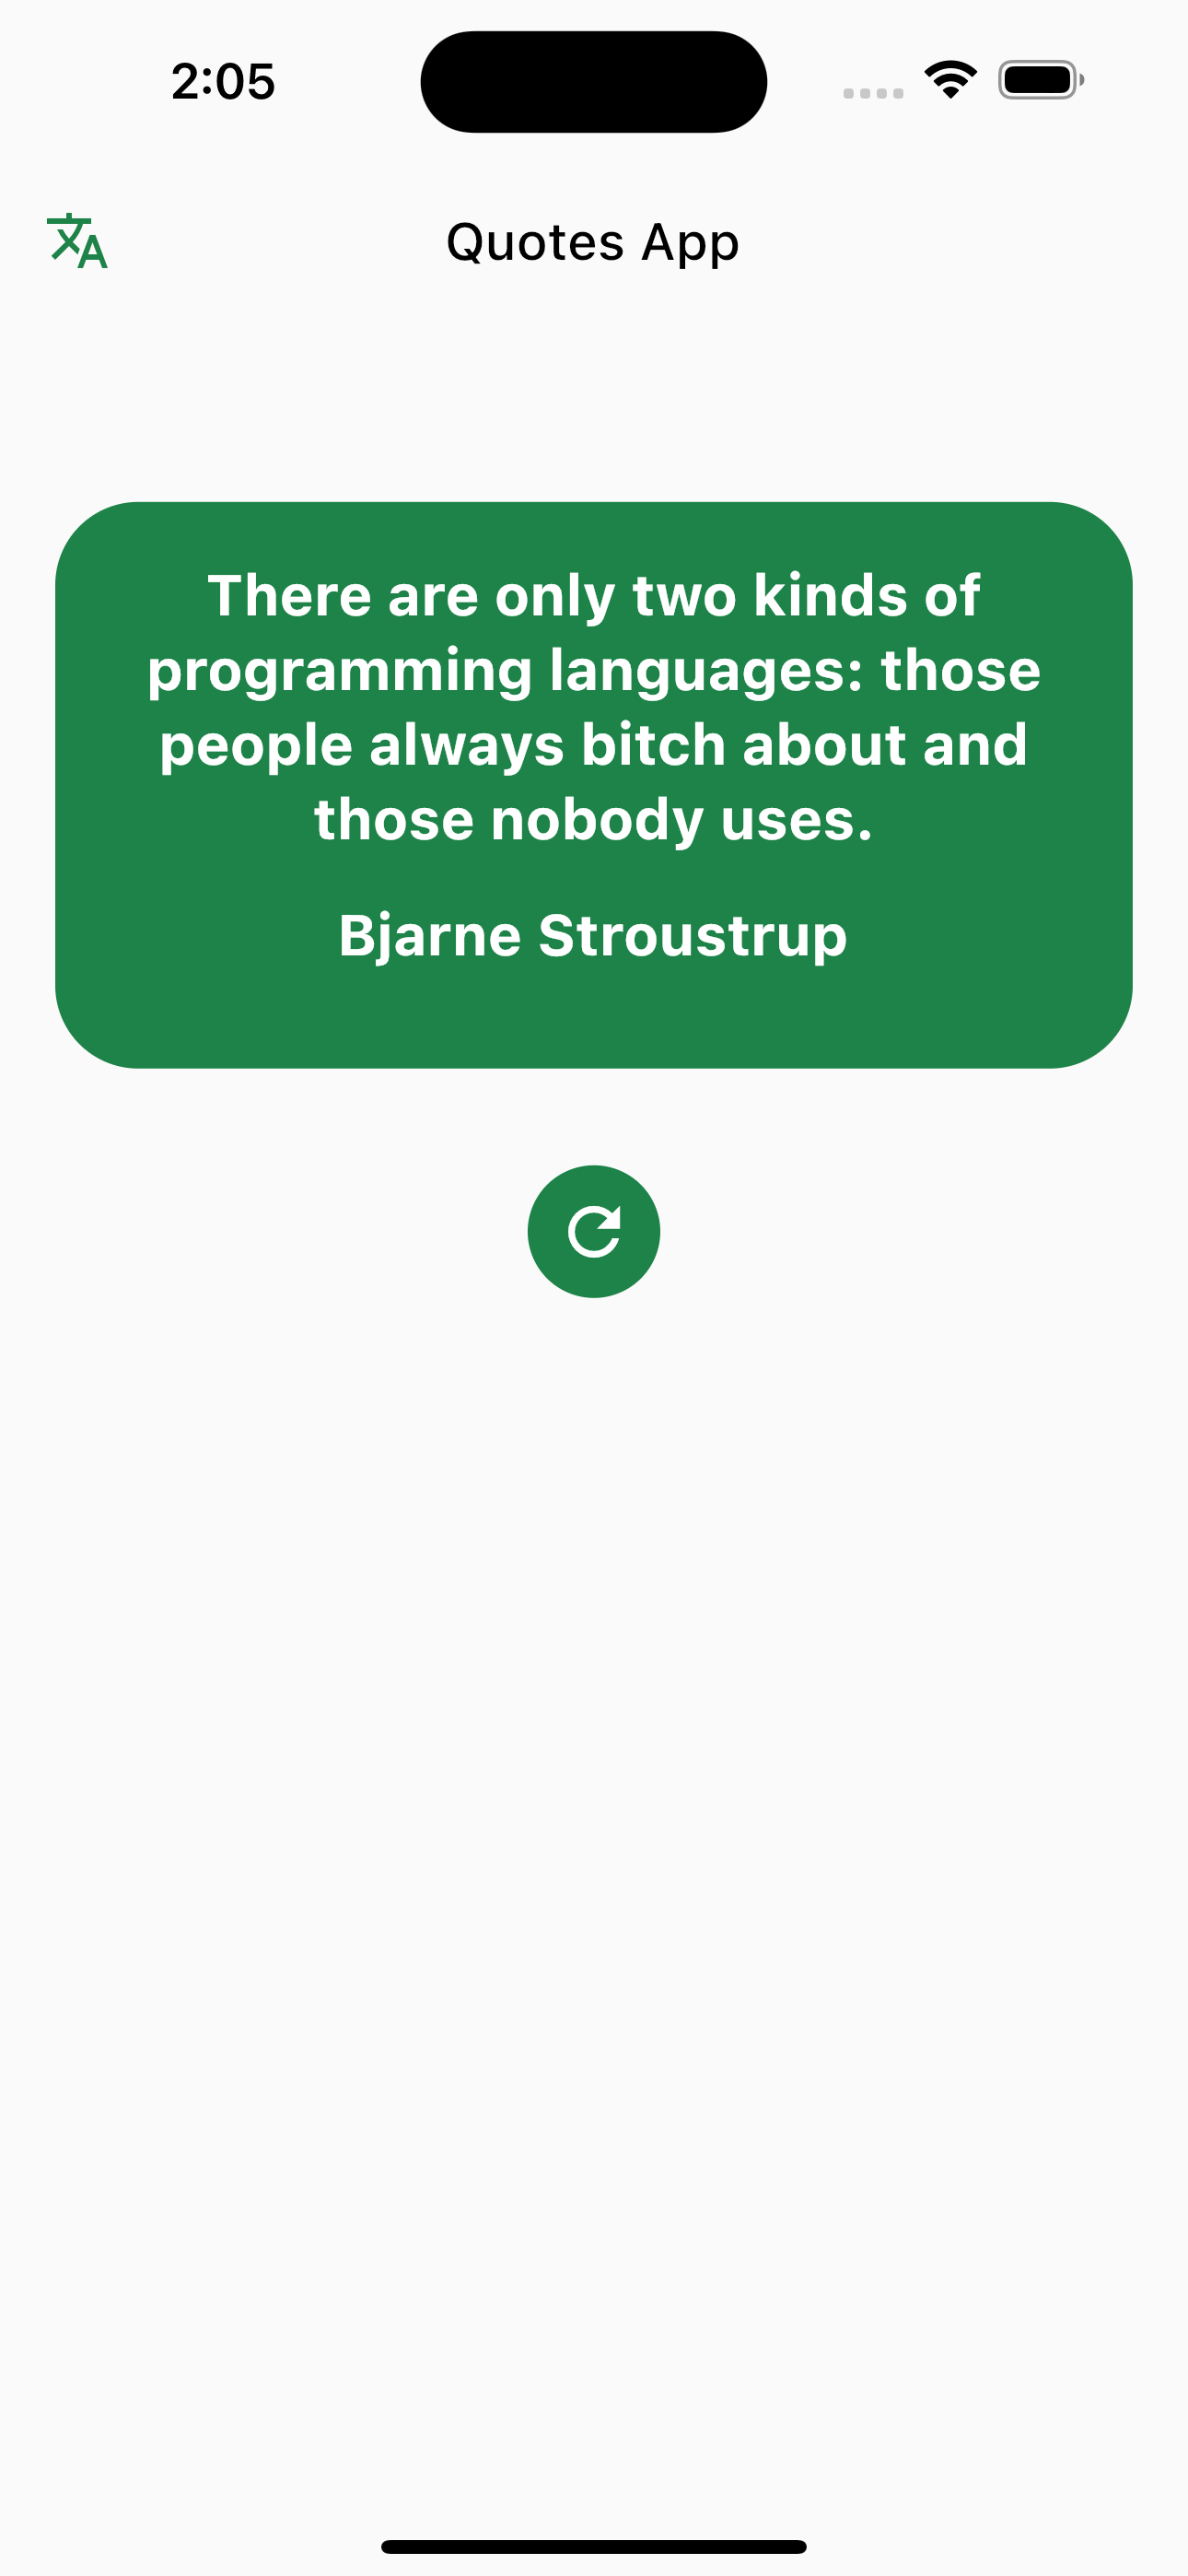 2:05
Quotes App
There are only two kinds of
programming languages: those
people always bitch about and
those nobody uses.
Bjarne Stroustrup